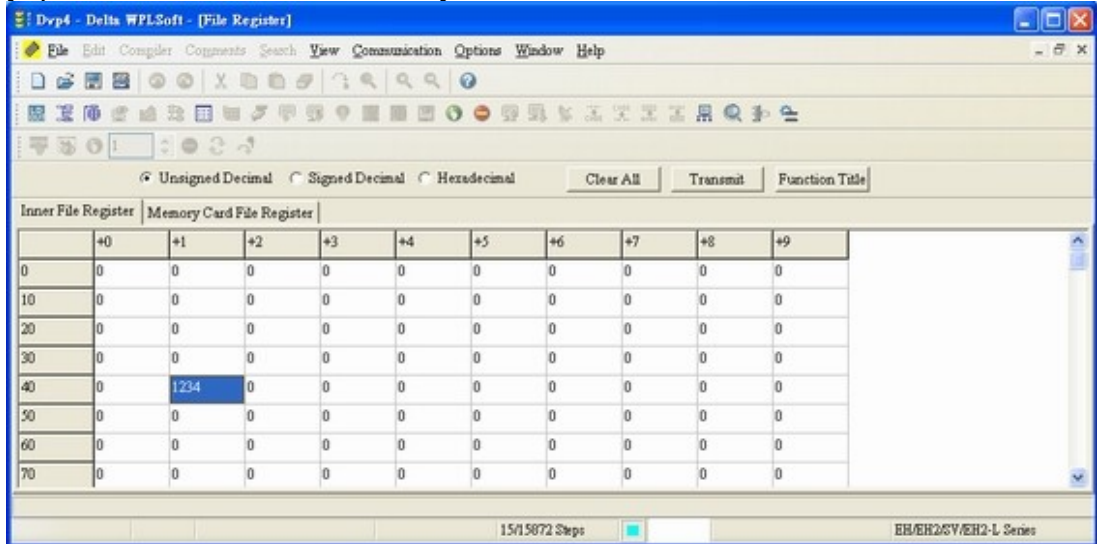 Dvp4 - Delta WPLSoft - [File Register]
File Edit Compiler Comments Search View Communication Options Window Help
1
Unsigned Decimal Signed Decimal Hexadecimal Clear All Transmit Function Title
Inner File Register Memory Card File Register
+0 +1 +2 +3 +4 +5 +6 +7 +8 +9
0 0 0 0 0 0 0 0 0 0 0
10 0 0 0 0 0 0 0 0 0 0
20 0 0 0 0 0 0 0 0 0 0
30 0 0 0 0 0 0 0 0 0 0
40 0 1234 0 0 0 0 0 0 0 0
50 0 0 0 0 0 0 0 0 0 0
60 0 0 0 0 0 0 0 0 0 0
70 0 0 0 0 0 0 0 0 0 0
15/15872 Steps EH/EH2/SV/EH2-L Series